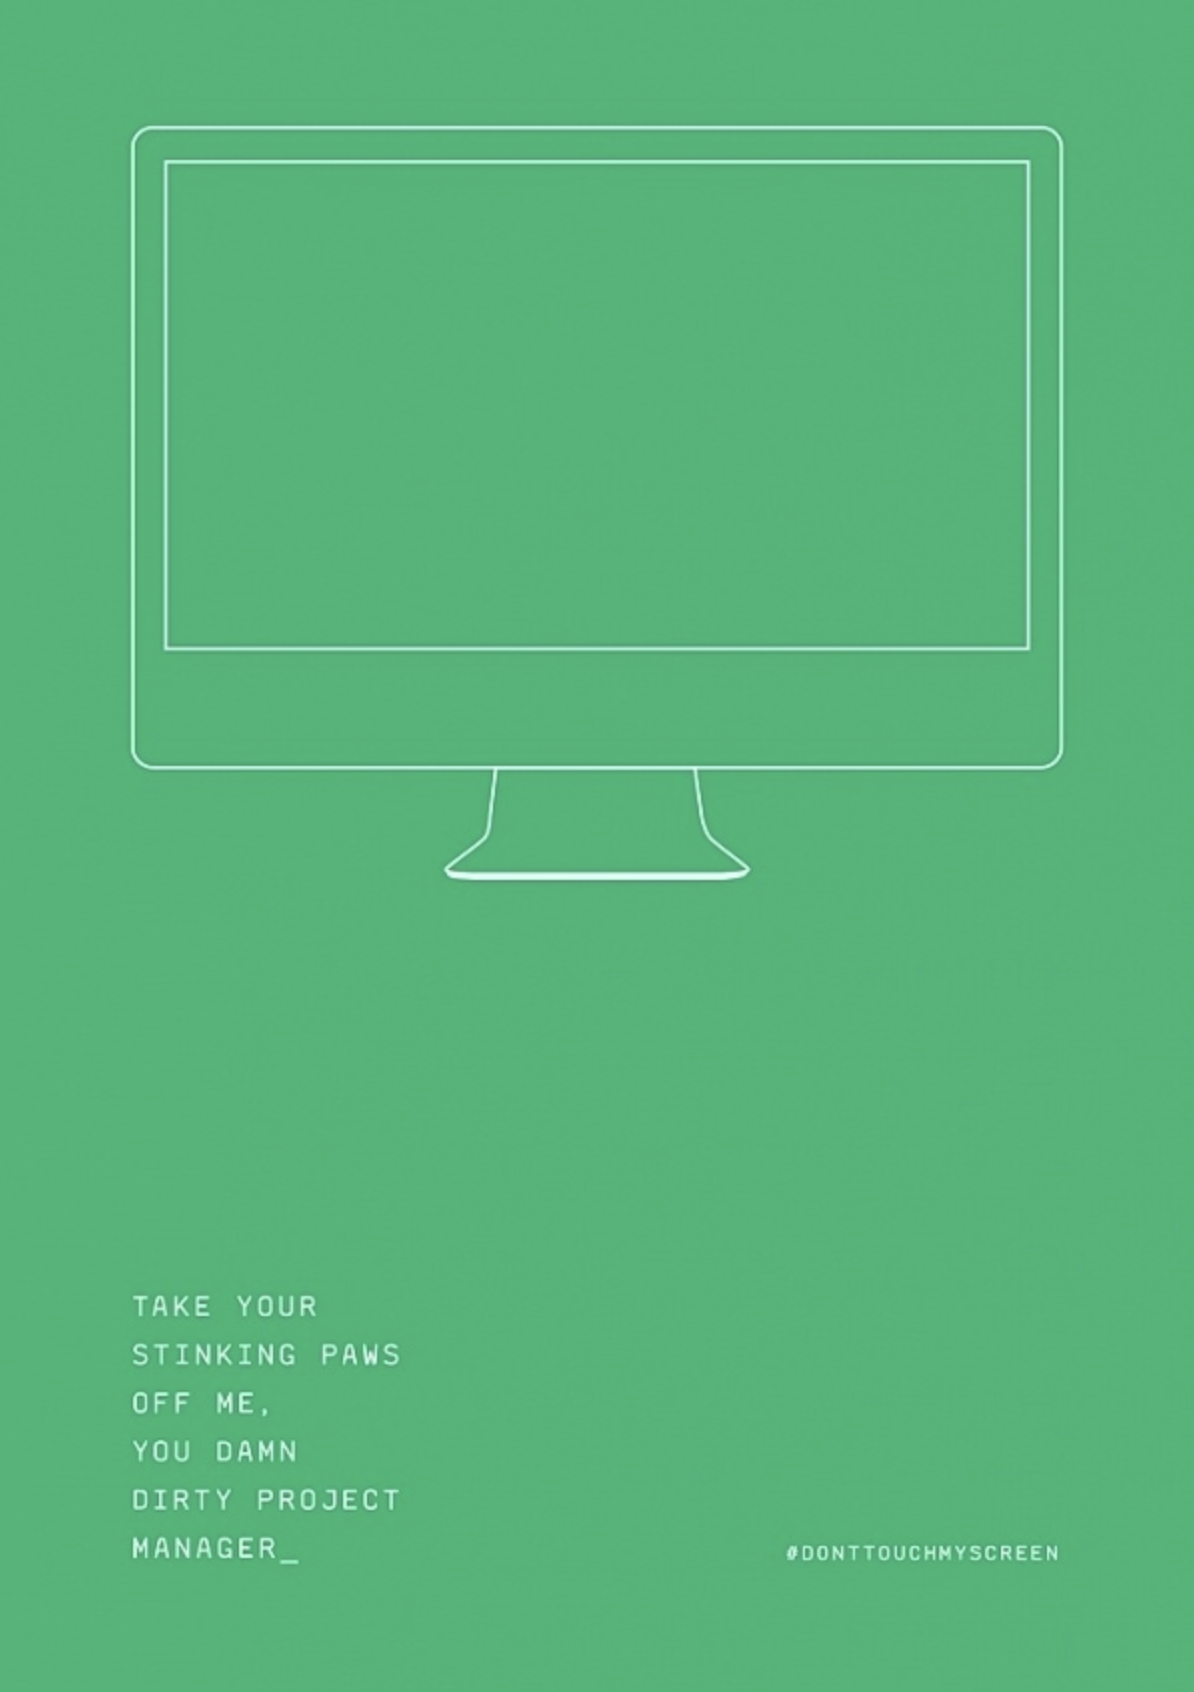 TAKE YOUR
STINKING PAWS
OFF ME,
YOU DAMN
DIRTY PROJECT
MANAGER_
#DONTTOUCHMYSCREEN